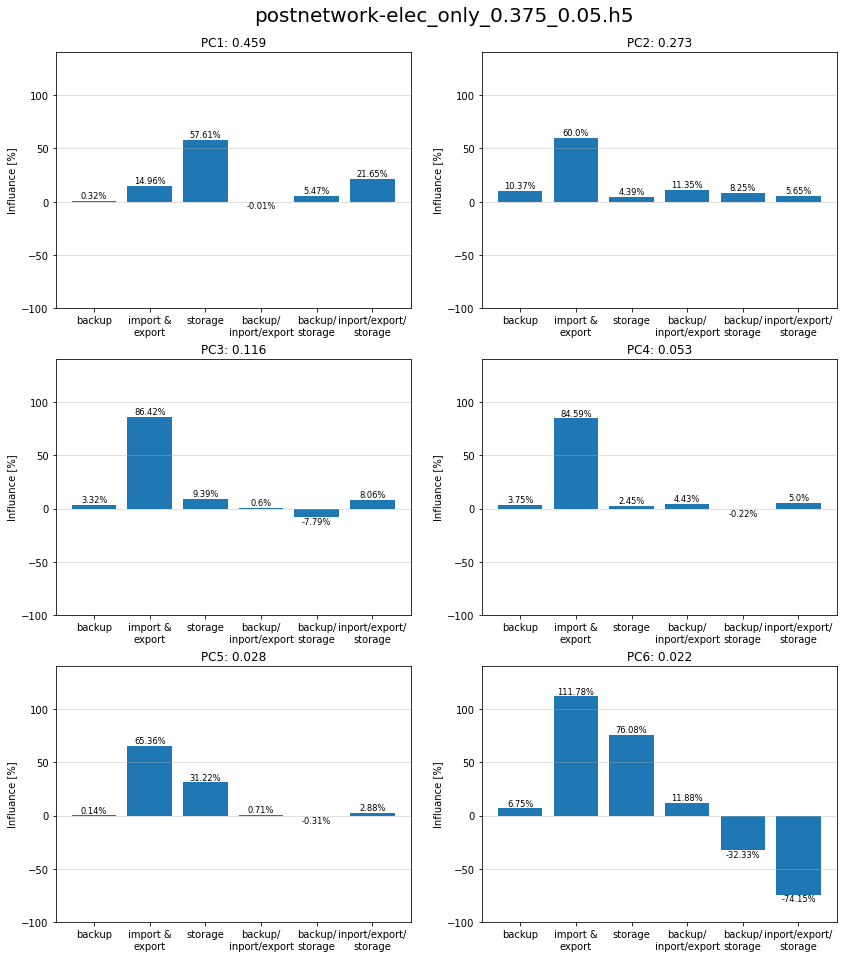 postnetwork-elec_only_0.375_0.05.h5
PC1: 0.459
Influance [%]
100
50
0
−50
−100
0.32%
14.96%
57.61%
-0.01%
5.47%
21.65%
backup
import &
export
storage
backup/
inport/export
backup/
storage
inport/export/
storage
PC2: 0.273
Influance [%]
100
50
0
−50
−100
10.37%
60.0%
4.39%
11.35%
8.25%
5.65%
backup
import &
export
storage
backup/
inport/export
backup/
storage
inport/export/
storage
PC3: 0.116
Influance [%]
100
50
0
−50
−100
3.32%
86.42%
9.39%
0.6%
-7.79%
8.06%
backup
import &
export
storage
backup/
inport/export
backup/
storage
inport/export/
storage
PC4: 0.053
Influance [%]
100
50
0
−50
−100
3.75%
84.59%
2.45%
4.43%
-0.22%
5.0%
backup
import &
export
storage
backup/
inport/export
backup/
storage
inport/export/
storage
PC5: 0.028
Influance [%]
100
50
0
−50
−100
0.14%
65.36%
31.22%
0.71%
-0.31%
2.88%
backup
import &
export
storage
backup/
inport/export
backup/
storage
inport/export/
storage
PC6: 0.022
Influance [%]
100
50
0
−50
−100
6.75%
111.78%
76.08%
11.88%
-32.33%
-74.15%
backup
import &
export
storage
backup/
inport/export
backup/
storage
inport/export/
storage